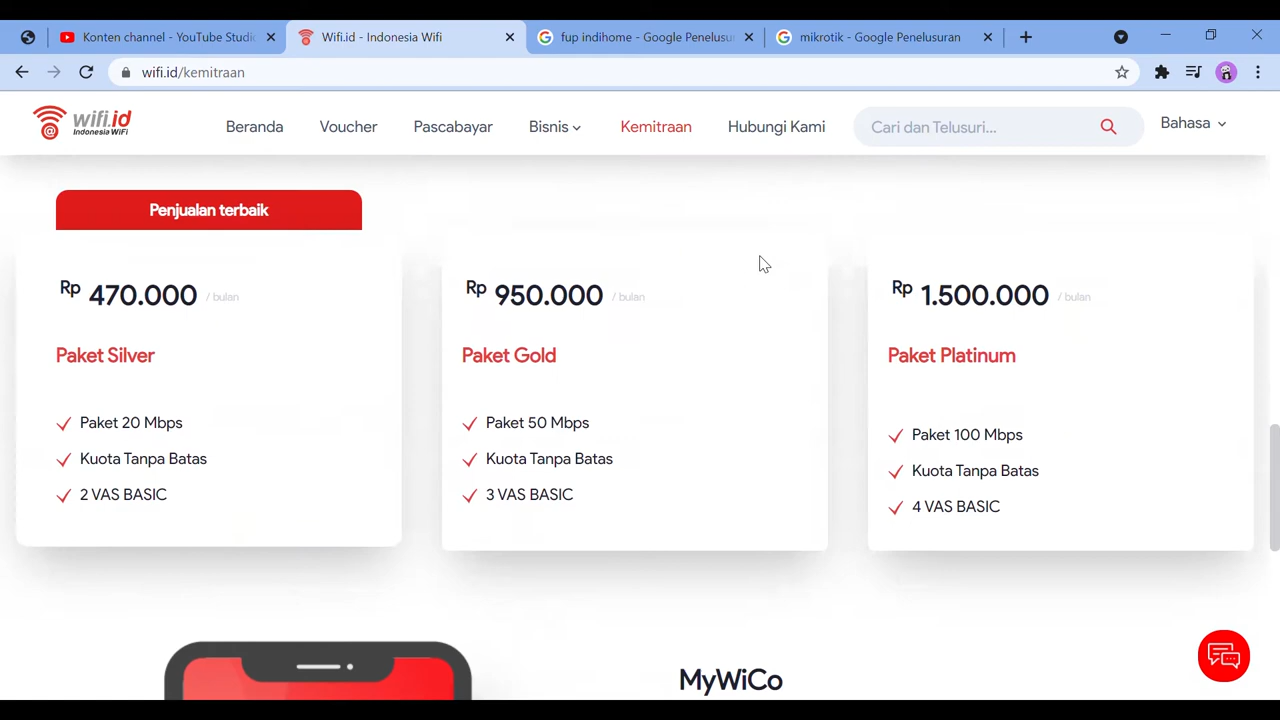 Konten channel - YouTube Studio
Wifi.id - Indonesia Wifi
fup indihome - Google Penelusur
mikrotik - Google Penelusuran
wifi.id/kemitraan
wifi.id
Indonesia WiFi
Beranda
Voucher
Pascabayar
Bisnis
Kemitraan
Hubungi Kami
Cari dan Telusuri...
Bahasa
Penjualan terbaik
Rp 470.000 / bulan
Paket Silver
Paket 20 Mbps
Kuota Tanpa Batas
2 VAS BASIC
Rp 950.000 / bulan
Paket Gold
Paket 50 Mbps
Kuota Tanpa Batas
3 VAS BASIC
Rp 1.500.000 / bulan
Paket Platinum
Paket 100 Mbps
Kuota Tanpa Batas
4 VAS BASIC
MyWiCo